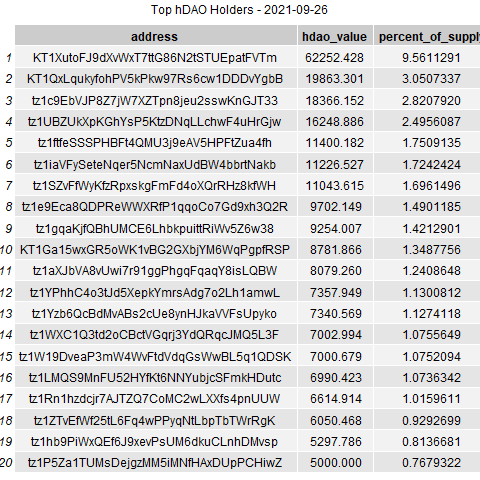 Top hDAO Holders - 2021-09-26
address hdao_value percent_of_supply
1 KT1XutoFJ9dXvWxT7ttG86N2tSTUEpatFVTm 62252.428 9.5611291
2 KT1QxLqukyfohPV5kPkw97Rs6cw1DDDvYgbB 19863.301 3.0507337
3 tz1c9EbVJP8Z7jW7XZTpn8jeu2sswKnGJT33 18366.152 2.8207920
4 tz1UBZUkXpKGhYsP5KtzDNqLLchwF4uHrGjw 16248.886 2.4956087
5 tz1ftfeSSSPHBFt4QMU3j9eAV5HPFtZua4fh 11400.182 1.7509135
6 tz1iaVFySeteNqer5NcmNaxUdBW4bbrtNakb 11226.527 1.7242424
7 tz1SZvFfWyKfzRpxskgFmFd4oXQrRHz8kfWH 11043.615 1.6961496
8 tz1e9Eca8QDPReWWXRfP1qqoCo7Gd9xh3Q2R 9702.149 1.4901185
9 tz1gqaKjfQBhUMCE6LhbkpuittRiWv5Z6w38 9254.007 1.4212901
10 KT1Ga15wxGR5oWK1vBG2GXbjYM6WqPgpfRSP 8781.866 1.3487756
11 tz1aXJbVA8vUwi7r91ggPhgqFqaqY8isLQBW 8079.260 1.2408648
12 tz1YPhhC4o3tJd5XepkYmrsAdg7o2Lh1amwL 7357.949 1.1300812
13 tz1Yzb6QcBdMvABs2cUe8ynHJkaVVFsUpyko 7340.569 1.1274118
14 tz1WXC1Q3td2oCBctVGqrj3YdQRqcJMQ5L3F 7002.994 1.0755649
15 tz1W19DveaP3mW4WvFtdVdqGsWwBL5q1QDSK 7000.679 1.0752094
16 tz1LMQS9MnFU52HYfKt6NNYubjcSFmkHDutc 6990.423 1.0736342
17 tz1Rn1hzdcjr7AJTZQ7CoMC2wLXXfs4pnUUW 6614.914 1.0159611
18 tz1ZTvEfWf25tL6Fq4wPPyqNtLbpTbTWrRgK 6050.468 0.9292699
19 tz1hb9PiWxQEf6J9xevPsUM6dkuCLnhDMvsp 5297.786 0.8136681
20 tz1P5Za1TUMsDejgzMM5iMNfHAxDUpPCHiwZ 5000.000 0.7679322